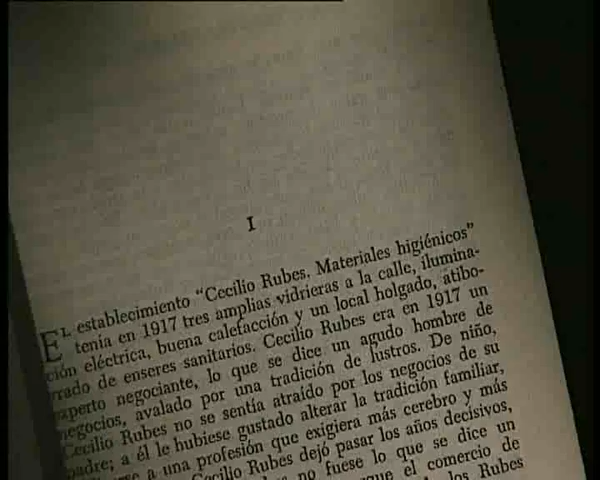 I
EL establecimiento "Cecilio Rubes. Materiales higiénicos"
tenía en 1917 tres amplias vidrieras a la calle, ilumina-
ción eléctrica, buena calefacción y un local holgado, atibo-
rrado de enseres sanitarios. Cecilio Rubes era en 1917 un
experto negociante, lo que se dice un agudo hombre de
negocios, avalado por una tradición de lustros. De niño,
Cecilio Rubes no se sentía atraído por los negocios de su
padre; a él le hubiese gustado alterar la tradición familiar,
a una profesión que exigiera más cerebro y más
Cecilio Rubes dejó pasar los años decisivos,
no fuese lo que se dice un
que el comercio de
los Rubes